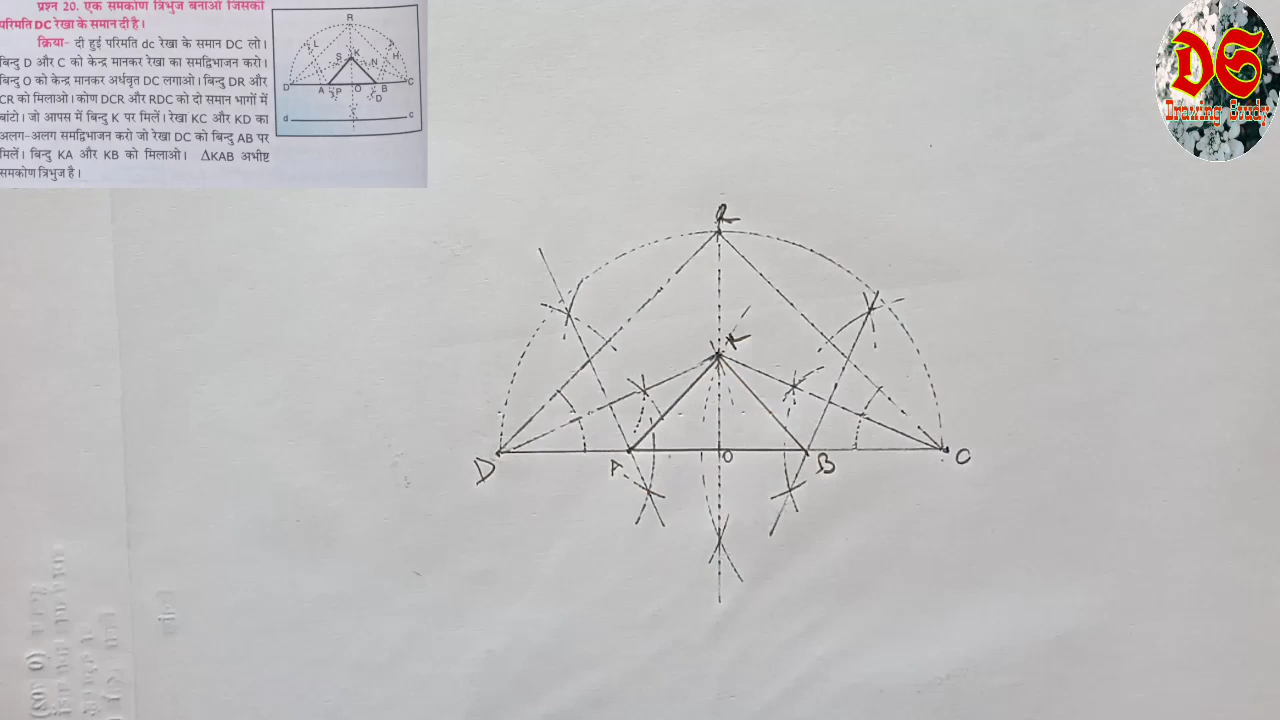 प्रश्न 20. एक समकोण त्रिभुज बनाओ जिसकी
परिमति DC रेखा के समान दी है।
क्रिया- दी हुई परिमति dc रेखा के समान DC लो।
बिन्दु D और C को केन्द्र मानकर रेखा का समद्विभाजन करो।
बिन्दु O को केन्द्र मानकर अर्धवृत DC लगाओ। बिन्दु DR और
CR को मिलाओ। कोण DCR और RDC को दो समान भागों में
बांटो। जो आपस में बिन्दु K पर मिलें। रेखा KC और KD का
अलग-अलग समद्विभाजन करो जो रेखा DC को बिन्दु AB पर
मिलें। बिन्दु KA और KB को मिलाओ। ΔKAB अभीष्ट
समकोण त्रिभुज है।
R
L
F
S K
N H
D A P O B C
D
d c
DS
Drawing Study
R
K
D A O B C